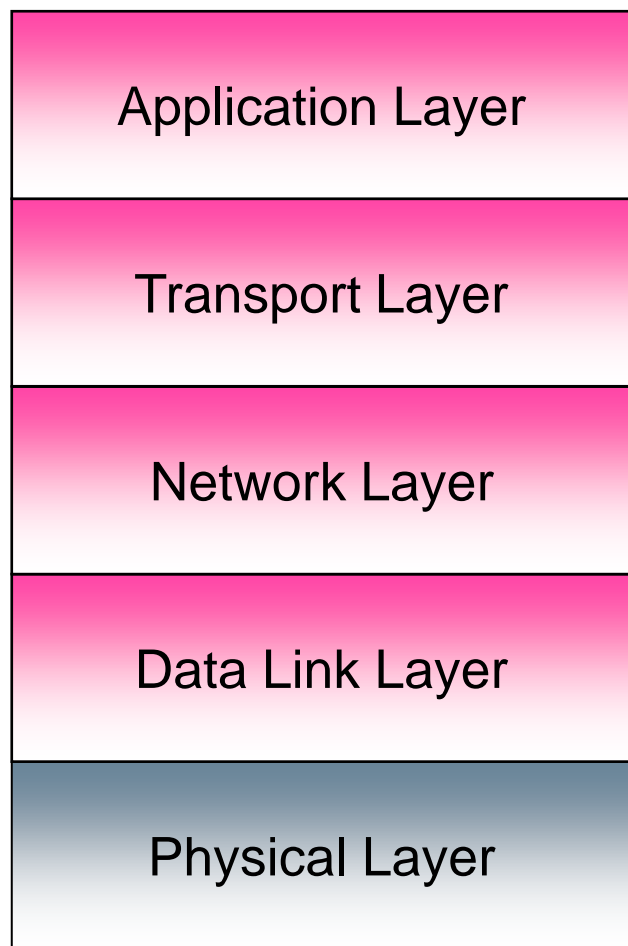 Application Layer
Transport Layer
Network Layer
Data Link Layer
Physical Layer